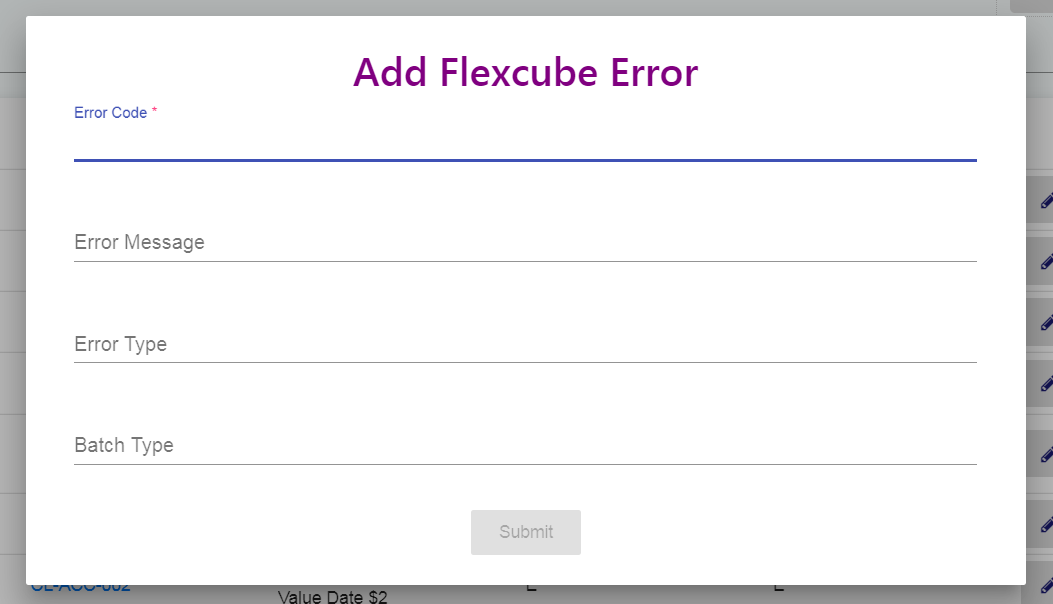 Add Flexcube Error
Error Code *
Error Message
Error Type
Batch Type
Submit
CL-ACC-002
Value Date $2